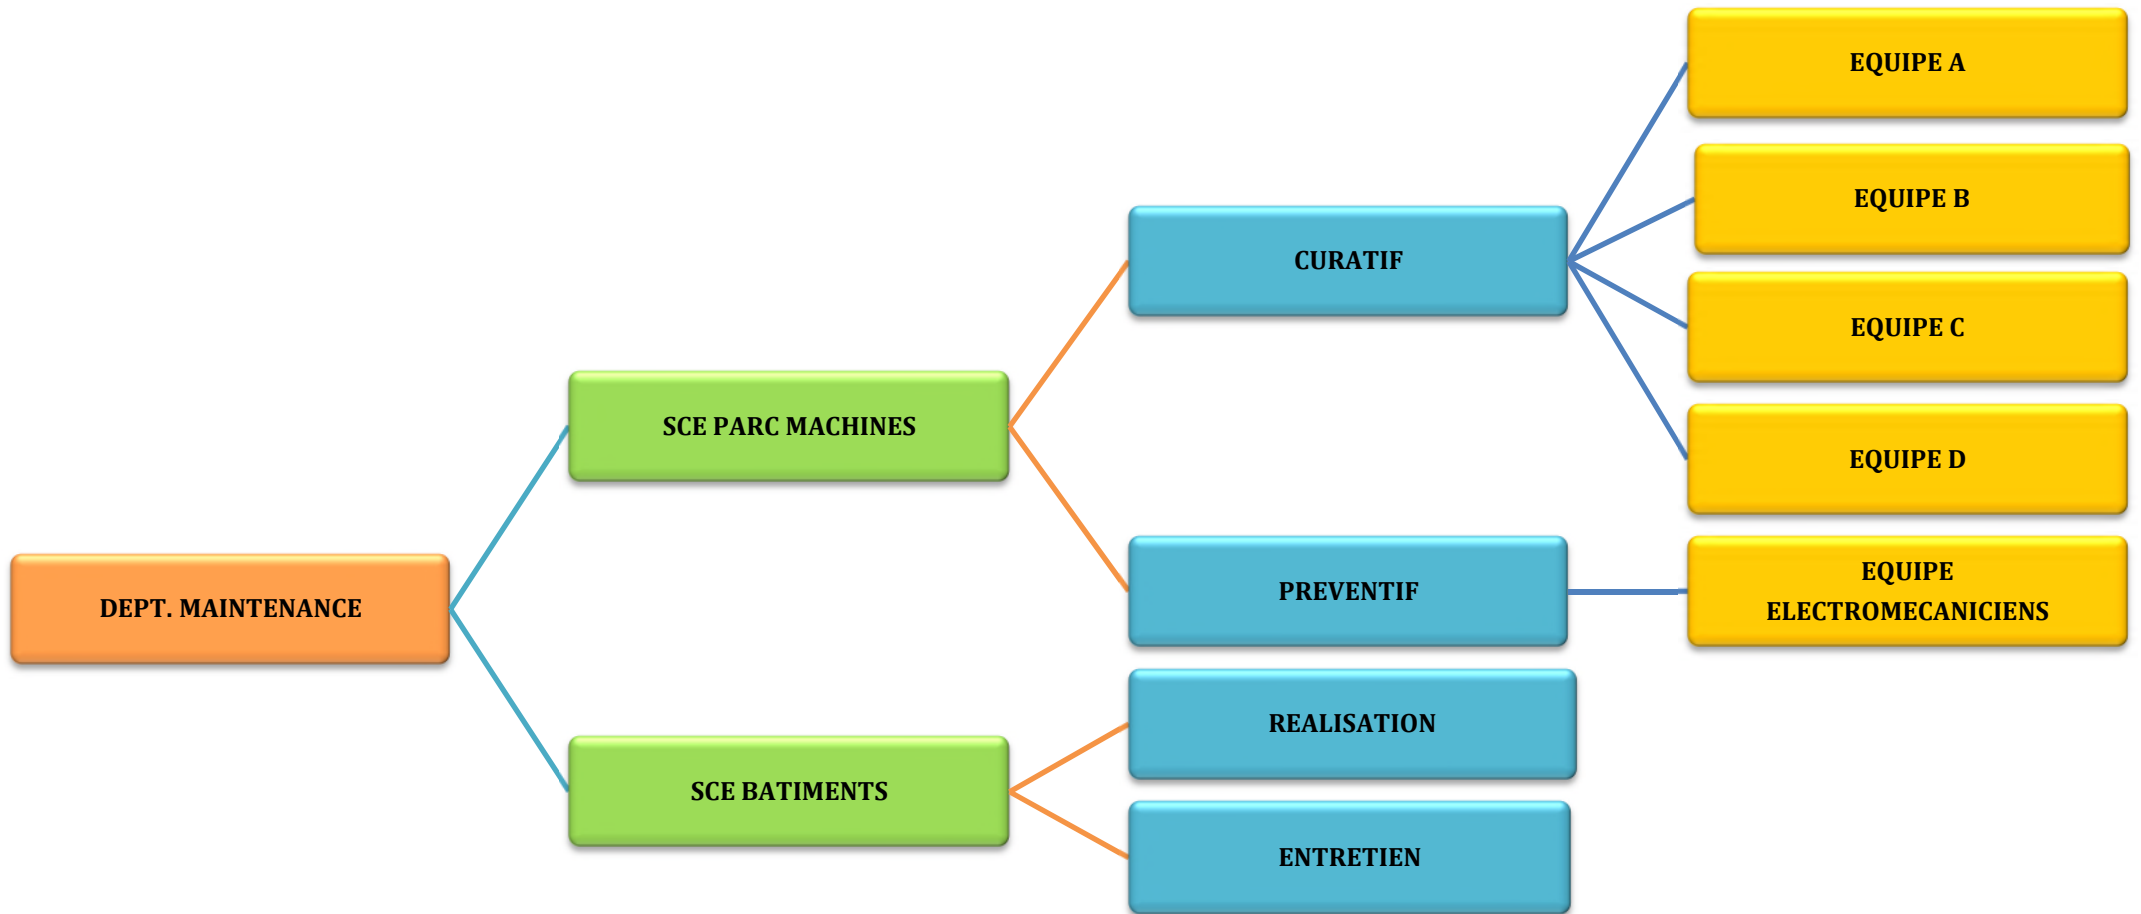 EQUIPE A
EQUIPE B
CURATIF
EQUIPE C
SCE PARC MACHINES
EQUIPE D
DEPT. MAINTENANCE
PREVENTIF
EQUIPE
ELECTROMECANICIENS
REALISATION
SCE BATIMENTS
ENTRETIEN